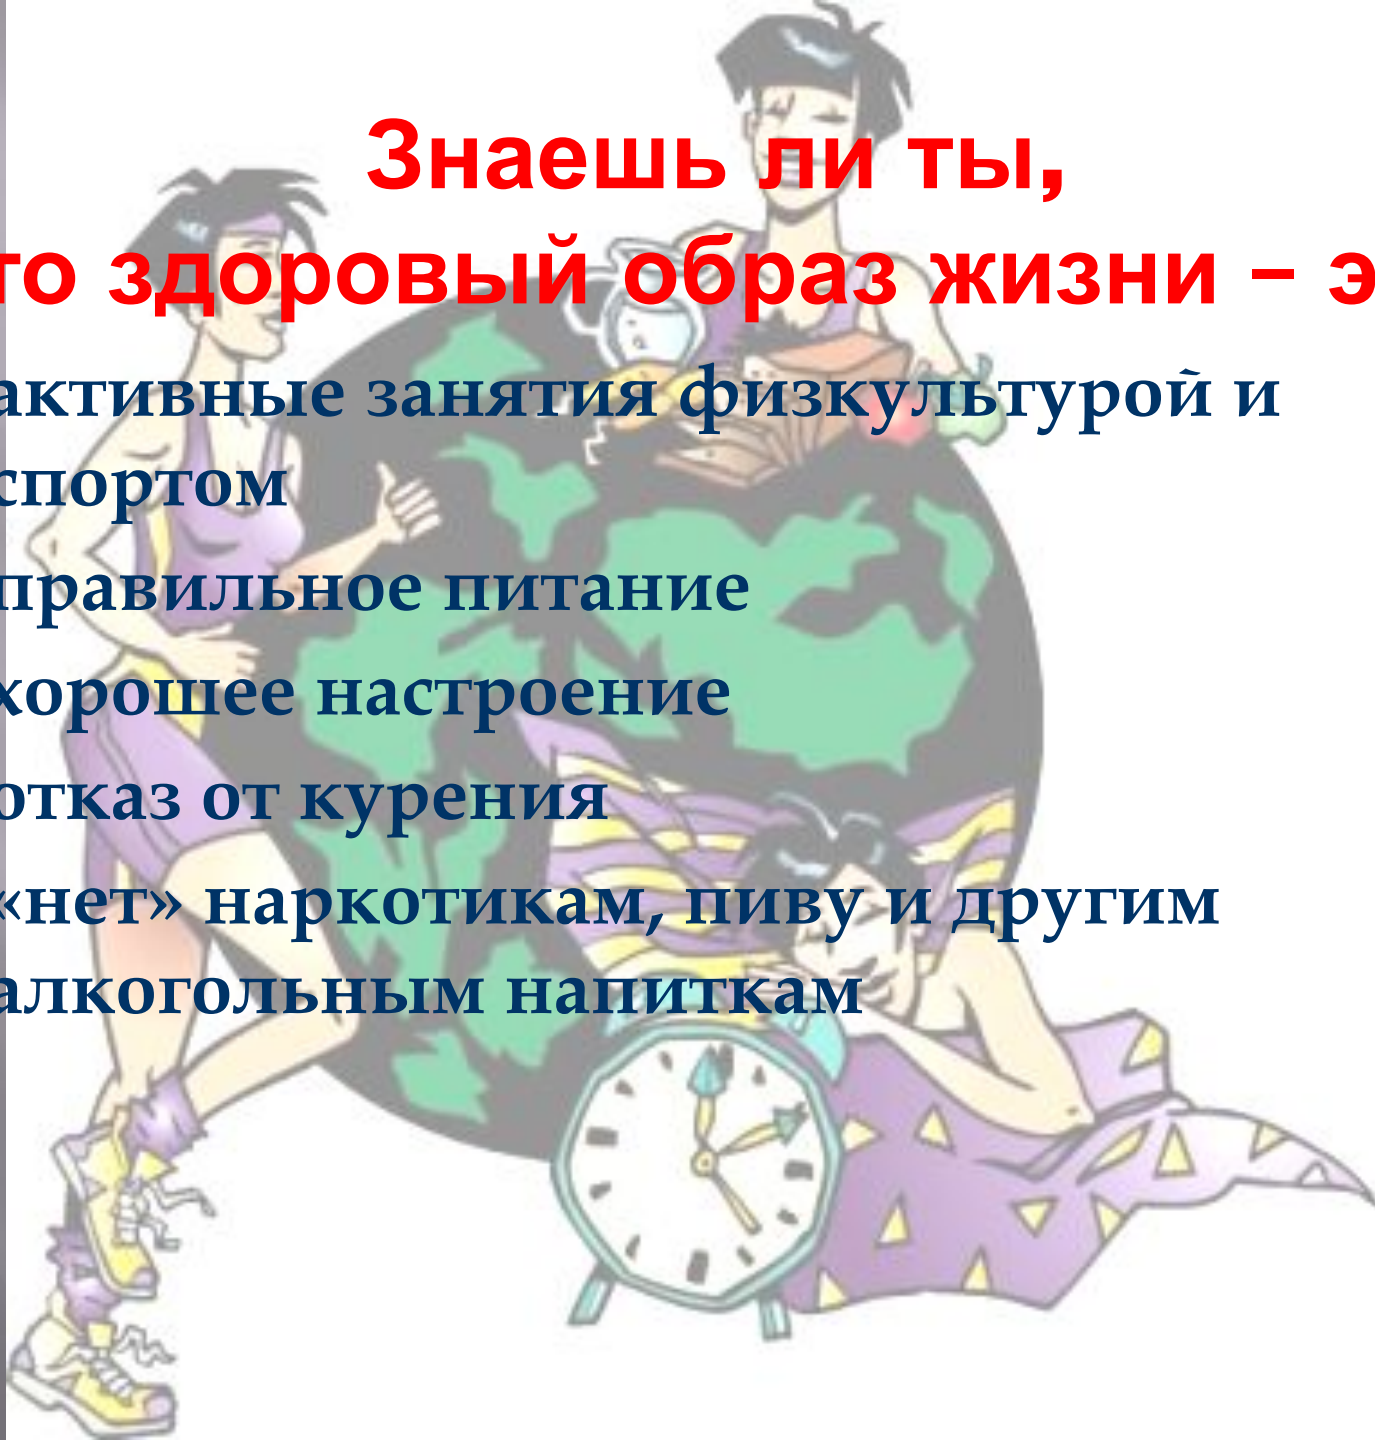 Знаешь ли ты,
то здоровый образ жизни – э
активные занятия физкультурой и
спортом
правильное питание
хорошее настроение
отказ от курения
«нет» наркотикам, пиву и другим
алкогольным напиткам